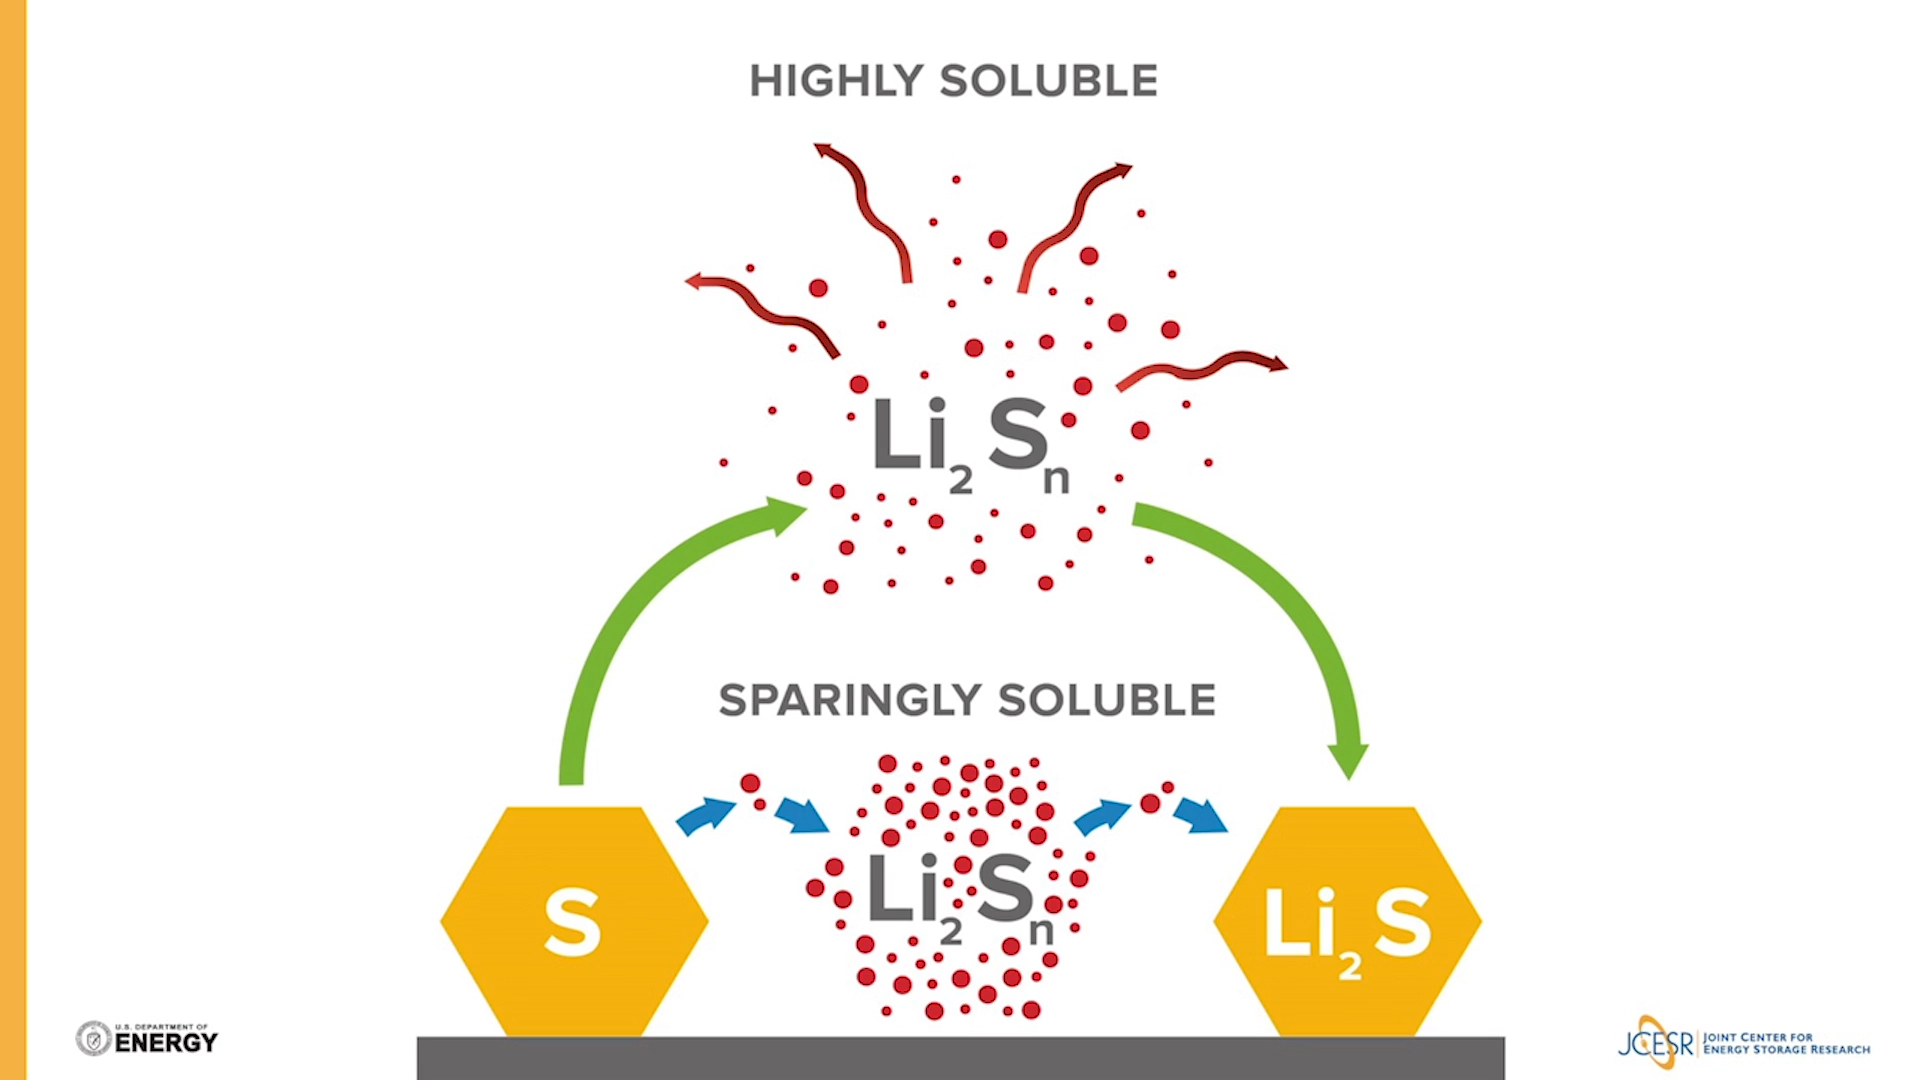 HIGHLY SOLUBLE
Li2Sn
SPARINGLY SOLUBLE
S
Li2Sn
Li2S
U.S. DEPARTMENT OF
ENERGY
JCESR
JOINT CENTER FOR
ENERGY STORAGE RESEARCH